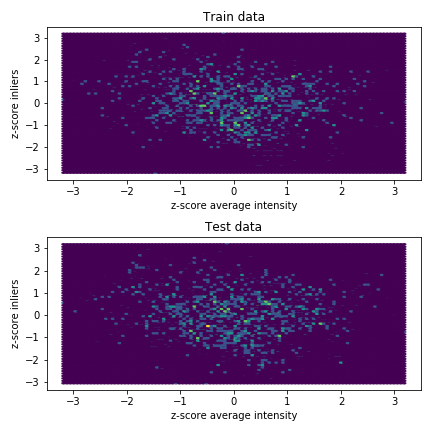 Train data
3
2
1
0
−1
−2
−3
z-score inliers
−3 −2 −1 0 1 2 3
z-score average intensity
Test data
3
2
1
0
−1
−2
−3
z-score inliers
−3 −2 −1 0 1 2 3
z-score average intensity